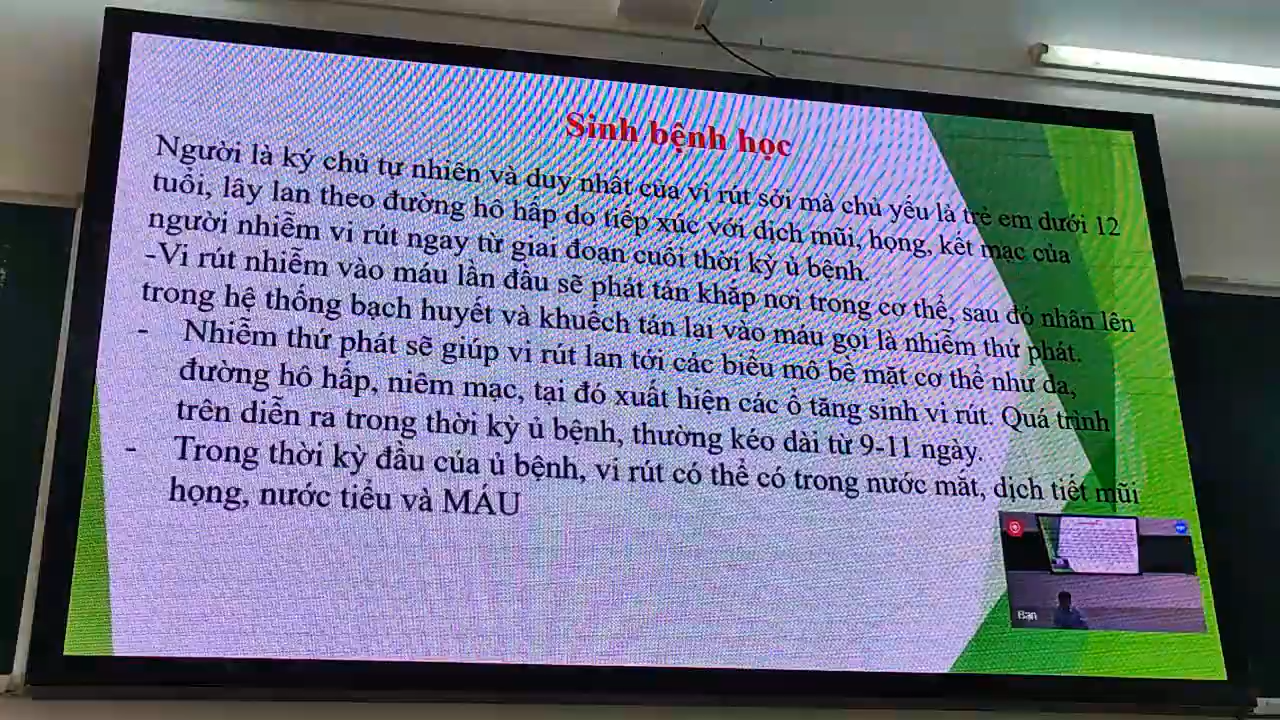 Sinh bệnh học
Người là ký chủ tự nhiên và duy nhất của vi rút sởi mà chủ yếu là trẻ em dưới 12
tuổi, lây lan theo đường hô hấp do tiếp xúc với dịch mũi, họng, kết mạc của
người nhiễm vi rút ngay từ giai đoạn cuối thời kỳ ủ bệnh.
-Vi rút nhiễm vào máu lần đầu sẽ phát tán khắp nơi trong cơ thể, sau đó nhân lên
trong hệ thống bạch huyết và khuếch tán lại vào máu gọi là nhiễm thứ phát.
- Nhiễm thứ phát sẽ giúp vi rút lan tới các biểu mô bề mặt cơ thể như da,
đường hô hấp, niêm mạc, tại đó xuất hiện các ổ tăng sinh vi rút. Quá trình
trên diễn ra trong thời kỳ ủ bệnh, thường kéo dài từ 9-11 ngày.
- Trong thời kỳ đầu của ủ bệnh, vi rút có thể có trong nước mắt, dịch tiết mũi
họng, nước tiểu và MÁU
Bạn